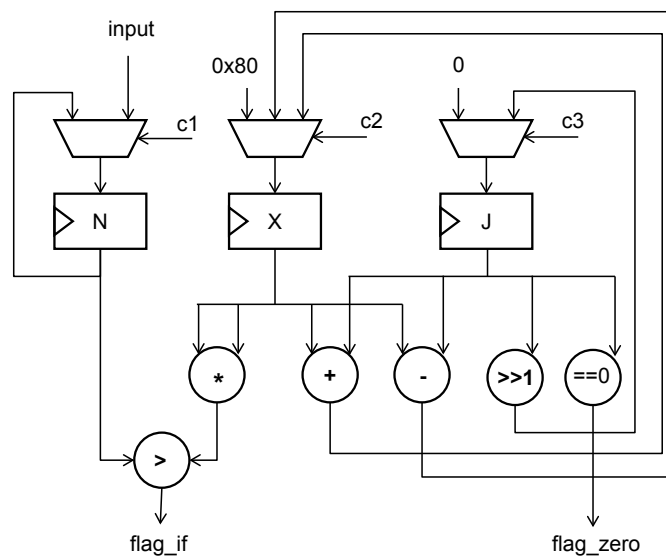 input
0x80
0
c1
c2
c3
N
X
J
*
+
-
>>1
==0
>
flag_if
flag_zero